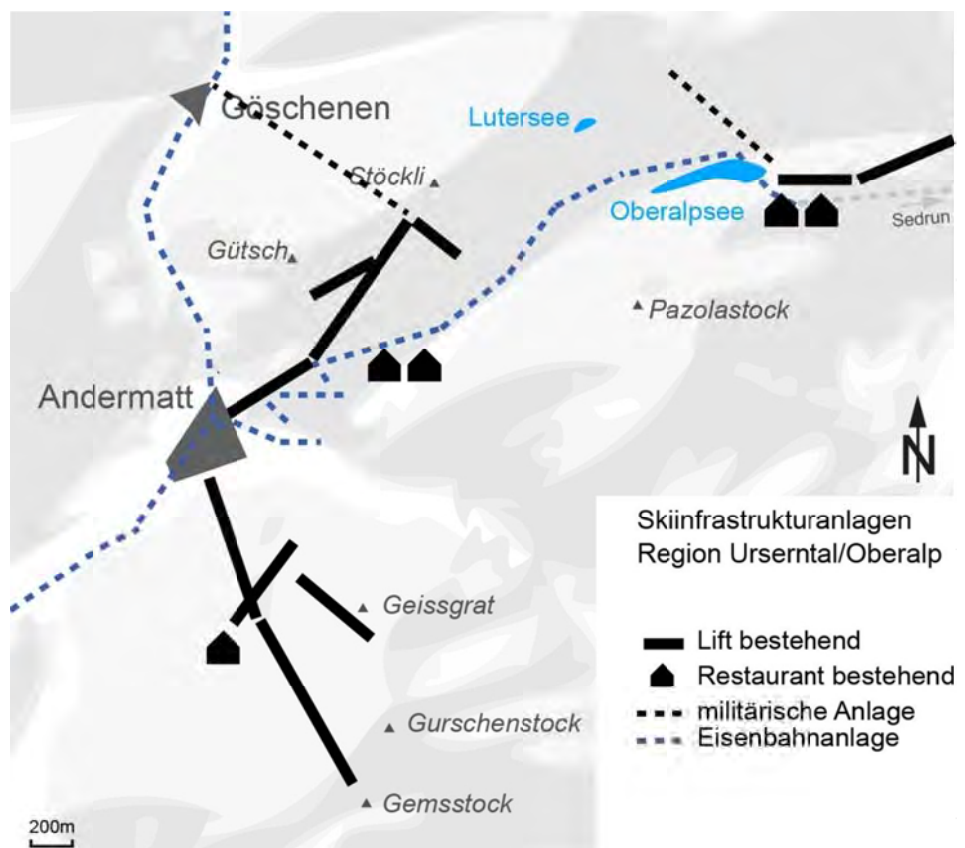 Göschenen
Lutersee
Stöckli
Oberalpsee
Sedrun
Gütsch
Pazolastock
Andermatt
N
Skiinfrastrukturanlagen
Region Urserntal/Oberalp
Geissgrat
Lift bestehend
Restaurant bestehend
militärische Anlage
Eisenbahnanlage
Gurschenstock
Gemsstock
200m